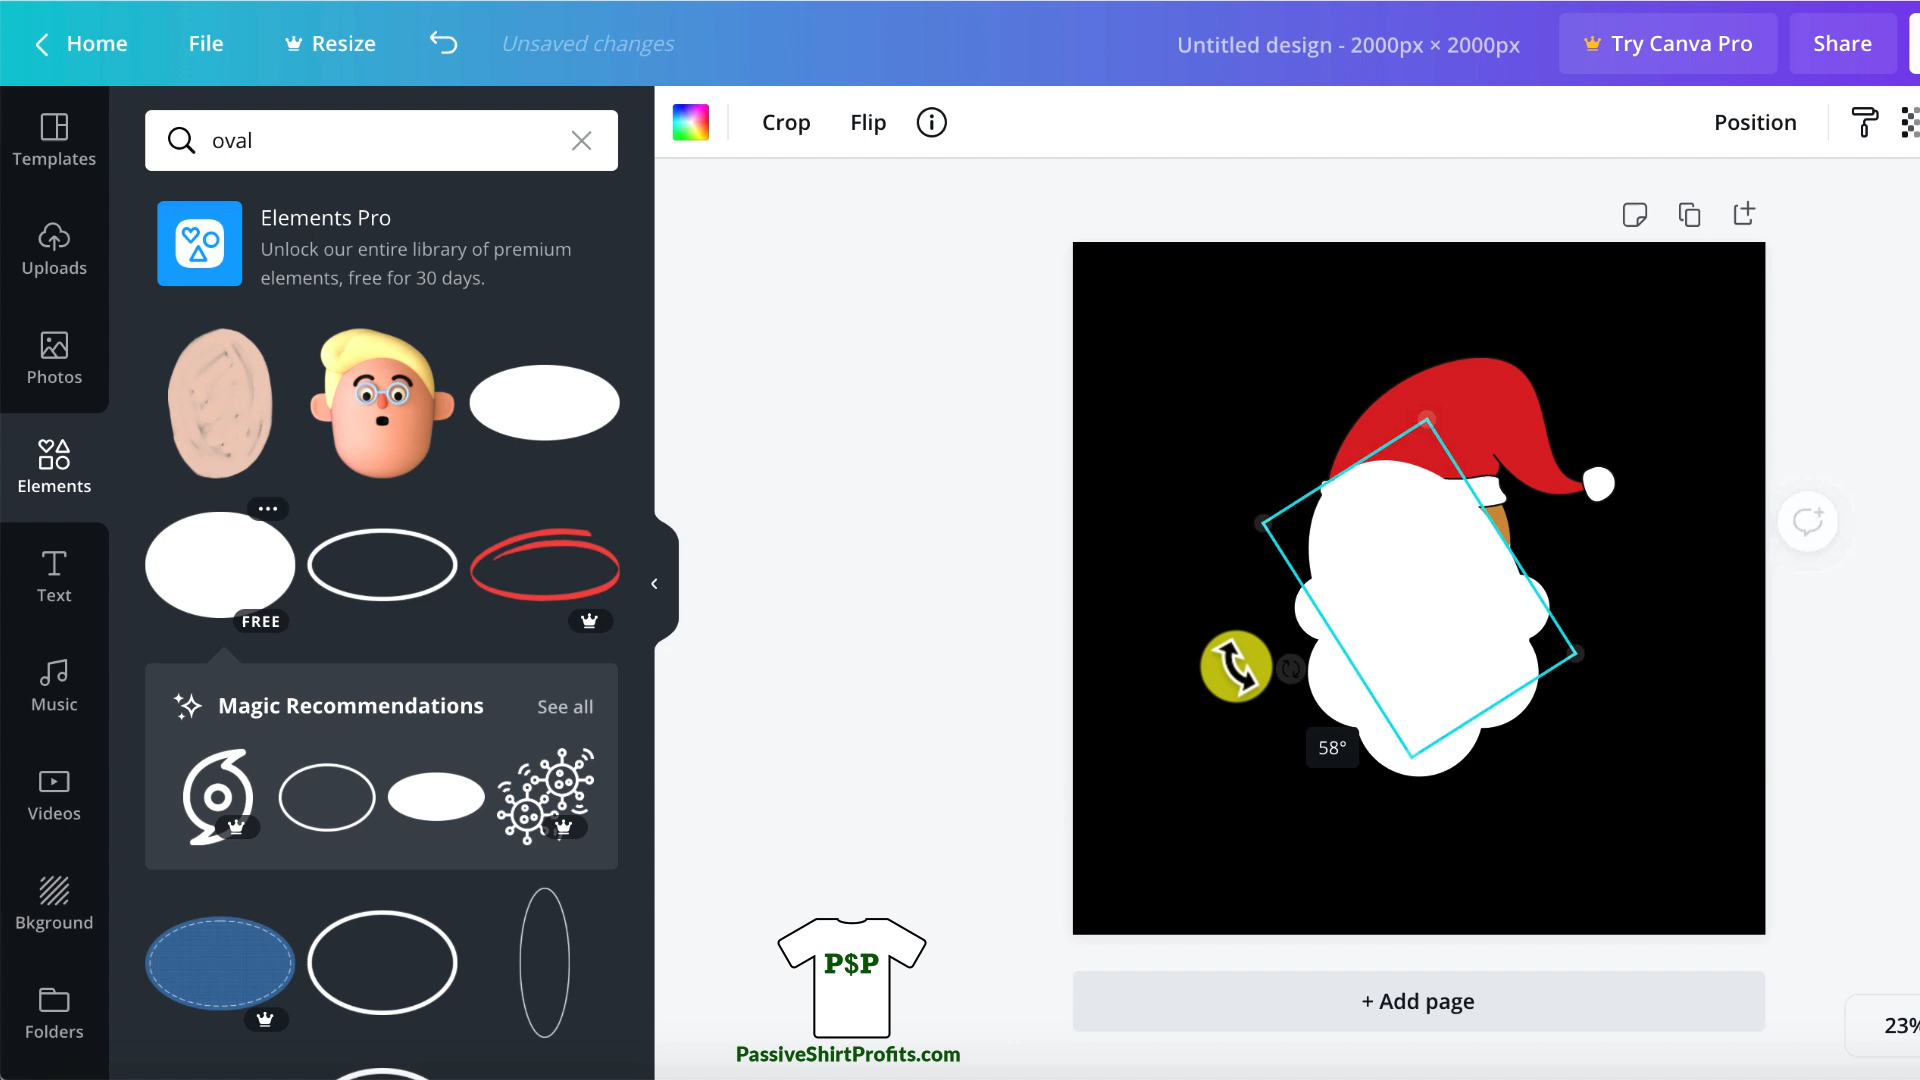 Home
File
Resize
Unsaved changes
Untitled design - 2000px × 2000px
Try Canva Pro
Share
Templates
Uploads
Photos
Elements
Text
Music
Videos
Bkground
Folders
oval
Elements Pro
Unlock our entire library of premium
elements, free for 30 days.
FREE
Magic Recommendations
See all
Crop
Flip
Position
58°
+ Add page
23%
P$P
PassiveShirtProfits.com